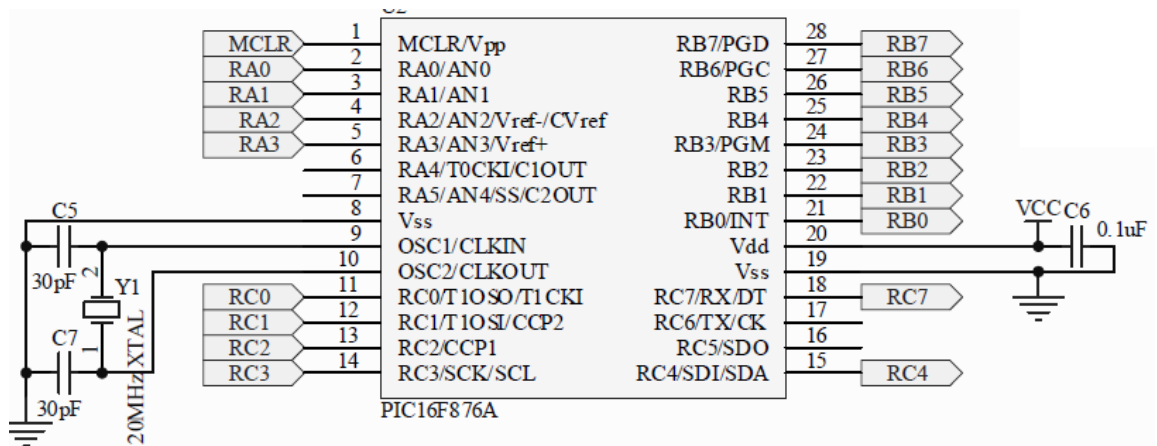 MCLR 1 MCLR/Vpp RB7/PGD 28 RB7
RA0 2 RA0/AN0 RB6/PGC 27 RB6
RA1 3 RA1/AN1 RB5 26 RB5
RA2 4 RA2/AN2/Vref-/CVref RB4 25 RB4
RA3 5 RA3/AN3/Vref+ RB3/PGM 24 RB3
6 RA4/T0CKI/C1OUT RB2 23 RB2
7 RA5/AN4/SS/C2OUT RB1 22 RB1
C5 8 Vss RB0/INT 21 RB0 VCC C6
9 OSC1/CLKIN Vdd 20 0.1uF
10 OSC2/CLKOUT Vss 19
30pF 2 Y1
RC0 11 RC0/T1OSO/T1CKI RC7/RX/DT 18 RC7
RC1 12 RC1/T1OSI/CCP2 RC6/TX/CK 17
C7 1 RC2 13 RC2/CCP1 RC5/SDO 16
RC3 14 RC3/SCK/SCL RC4/SDI/SDA 15 RC4
30pF 20MHz XTAL
PIC16F876A